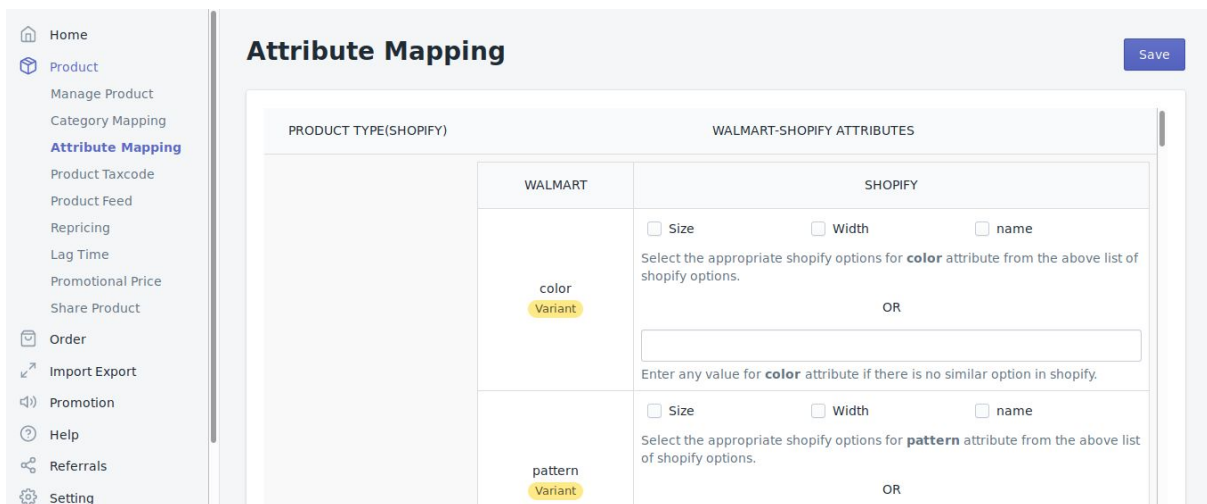 Home
Product
Manage Product
Category Mapping
Attribute Mapping
Product Taxcode
Product Feed
Repricing
Lag Time
Promotional Price
Share Product
Order
Import Export
Promotion
Help
Referrals
Setting
Attribute Mapping
Save
PRODUCT TYPE(SHOPIFY)
WALMART-SHOPIFY ATTRIBUTES
WALMART
SHOPIFY
color
Variant
Size Width name
Select the appropriate shopify options for color attribute from the above list of
shopify options.
OR
Enter any value for color attribute if there is no similar option in shopify.
pattern
Variant
Size Width name
Select the appropriate shopify options for pattern attribute from the above list
of shopify options.
OR